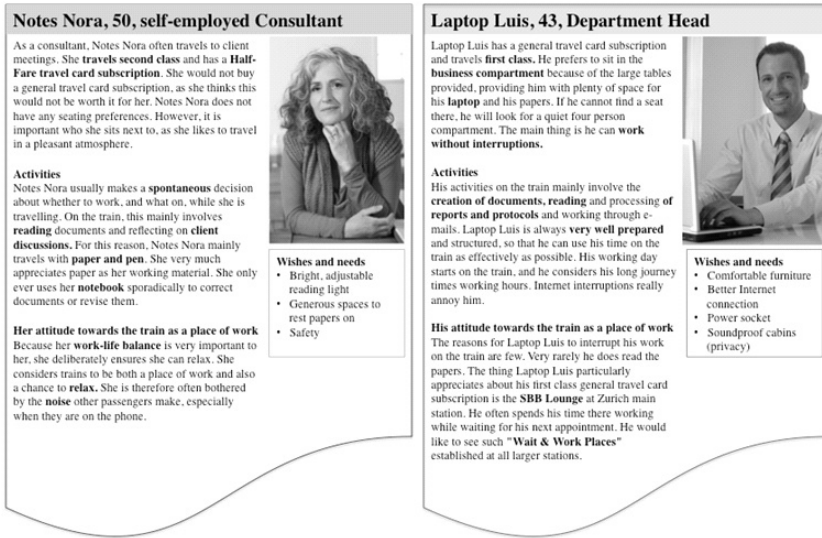 Notes Nora, 50, self-employed Consultant
As a consultant, Notes Nora often travels to client
meetings. She travels second class and has a Half-
Fare travel card subscription. She would not buy
a general travel card subscription, as she thinks this
would not be worth it for her. Notes Nora does not
have any seating preferences. However, it is
important who she sits next to, as she likes to travel
in a pleasant atmosphere.
Activities
Notes Nora usually makes a spontaneous decision
about whether to work, and what on, while she is
travelling. On the train, this mainly involves
reading documents and reflecting on client
discussions. For this reason, Notes Nora mainly
travels with paper and pen. She very much
appreciates paper as her working material. She only
ever uses her notebook sporadically to correct
documents or revise them.
Her attitude towards the train as a place of work
Because her work-life balance is very important to
her, she deliberately ensures she can relax. She
considers trains to be both a place of work and also
a chance to relax. She is therefore often bothered
by the noise other passengers make, especially
when they are on the phone.
Wishes and needs
• Bright, adjustable
reading light
• Generous spaces to
rest papers on
• Safety
Laptop Luis, 43, Department Head
Laptop Luis has a general travel card subscription
and travels first class. He prefers to sit in the
business compartment because of the large tables
provided, providing him with plenty of space for
his laptop and his papers. If he cannot find a seat
there, he will look for a quiet four person
compartment. The main thing is he can work
without interruptions.
Activities
His activities on the train mainly involve the
creation of documents, reading and processing of
reports and protocols and working through e-
mails. Laptop Luis is always very well prepared
and structured, so that he can use his time on the
train as effectively as possible. His working day
starts on the train, and he considers his long journey
times working hours. Internet interruptions really
annoy him.
His attitude towards the train as a place of work
The reasons for Laptop Luis to interrupt his work
on the train are few. Very rarely he does read the
papers. The thing Laptop Luis particularly
appreciates about his first class general travel card
subscription is the SBB Lounge at Zurich main
station. He often spends his time there working
while waiting for his next appointment. He would
like to see such "Wait & Work Places"
established at all larger stations.
Wishes and needs
• Comfortable furniture
• Better Internet
connection
• Power socket
• Soundproof cabins
(privacy)